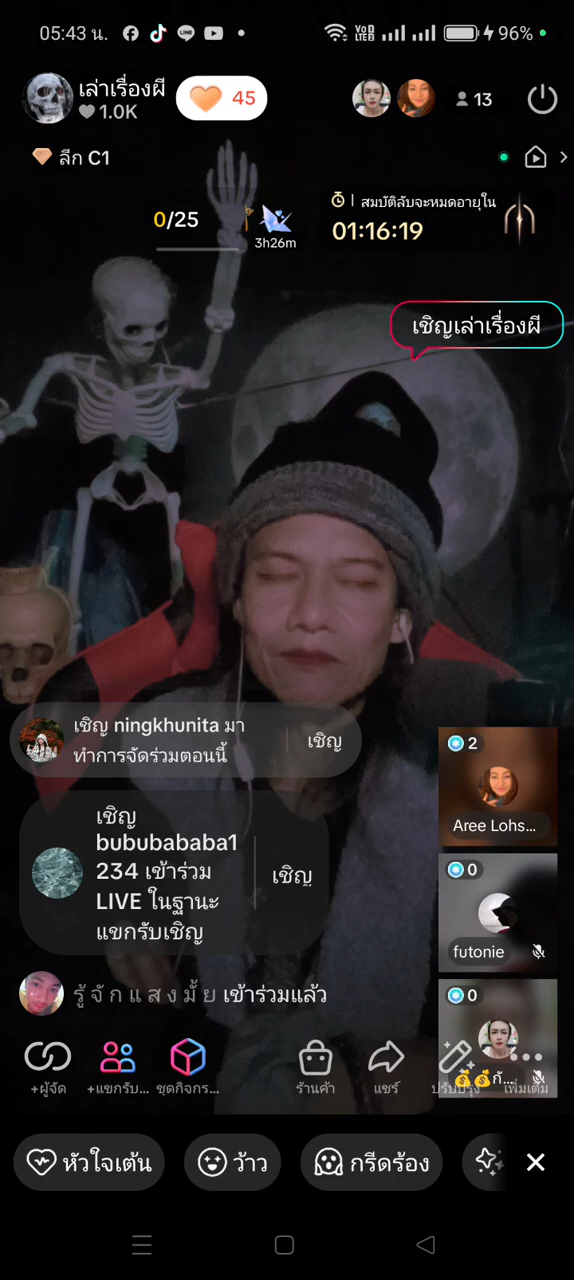 05:43 น.
VoD LTE2
96%
เล่าเรื่องผี
1.0K
45
13
ลีก C1
0/25
3h26m
สมบัติลับจะหมดอายุใน
01:16:19
เชิญเล่าเรื่องผี
เชิญ ningkhunita มา
ทำการจัดร่วมตอนนี้
เชิญ
เชิญ
bububababa1
234 เข้าร่วม
LIVE ในฐานะ
แขกรับเชิญ
เชิญ
2
Aree Lohs...
0
futonie
0
💰💰กั...
รู้ จั ก แ ส ง มั้ ย เข้าร่วมแล้ว
+ผู้จัด
+แขกรับ...
ชุดกิจกร...
ร้านค้า
แชร์
ปรับปรุง
เพิ่มเติม
หัวใจเต้น
ว้าว
กรีดร้อง